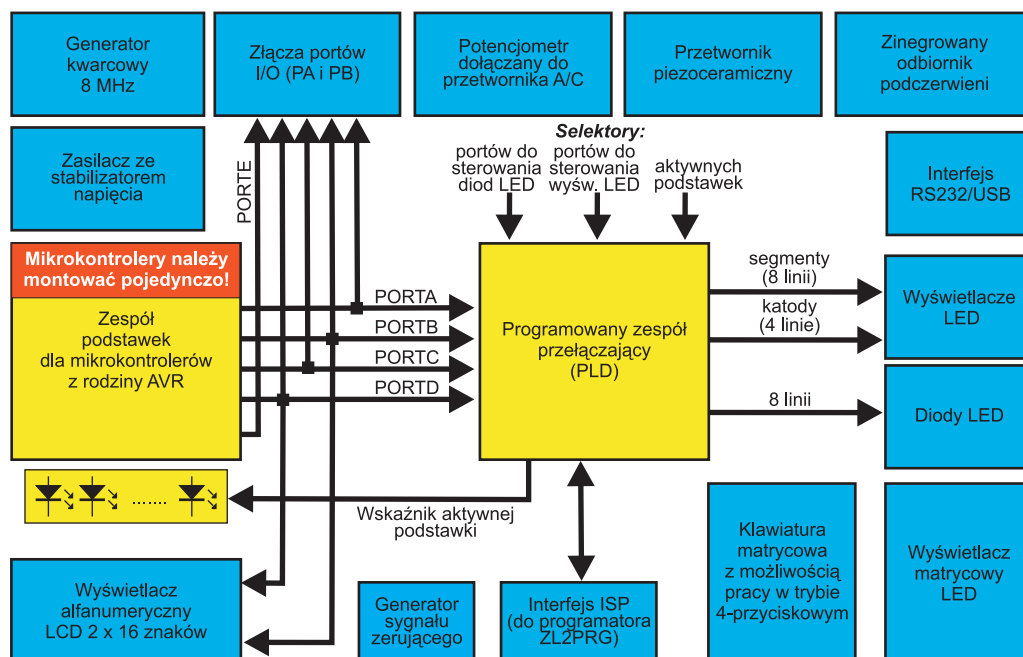 Generator
kwarcowy
8 MHz
Złącza portów
I/O (PA i PB)
Potencjometr
dołączany do
przetwornika A/C
Przetwornik
piezoceramiczny
Zinegrowany
odbiornik
podczerwieni
Zasilacz ze
stabilizatorem
napięcia
PORTE
Selektory:
portów do
sterowania
diod LED
portów do
sterowania
wyśw. LED
aktywnych
podstawek
Interfejs
RS232/USB
Mikrokontrolery należy
montować pojedynczo!
Zespół
podstawek
dla mikrokontrolerów
z rodziny AVR
PORTA
PORTB
PORTC
PORTD
Programowany zespół
przełączający
(PLD)
segmenty
(8 linii)
katody
(4 linie)
8 linii
Wyświetlacze
LED
Diody LED
.......
Wskaźnik aktywnej
podstawki
Wyświetlacz
alfanumeryczny
LCD 2 x 16 znaków
Generator
sygnału
zerującego
Interfejs ISP
(do programatora
ZL2PRG)
Klawiatura
matrycowa
z możliwością
pracy w trybie
4-przyciskowym
Wyświetlacz
matrycowy
LED